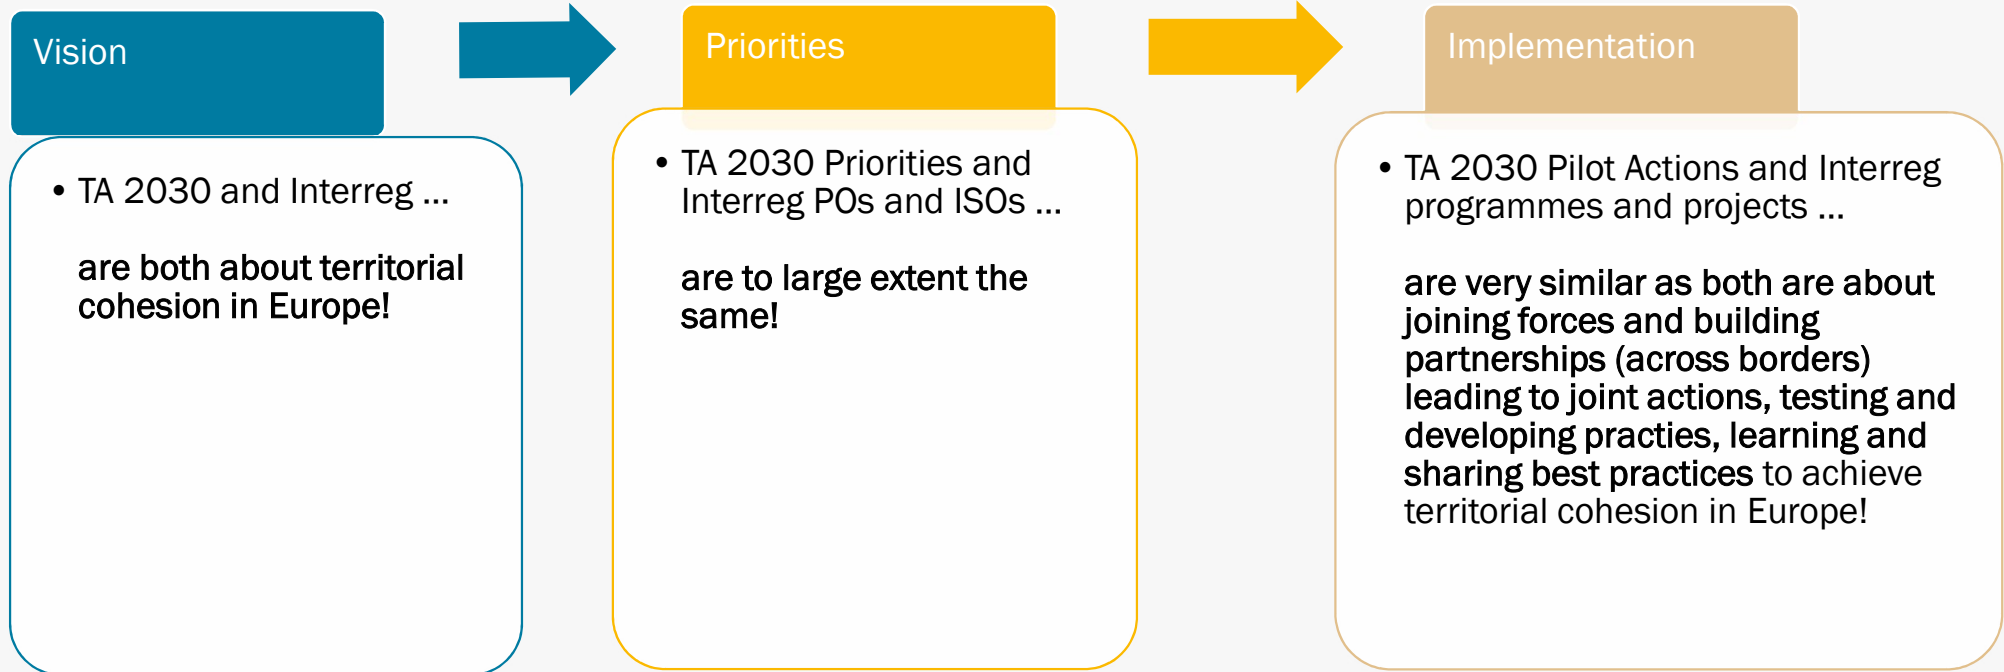 Vision
• TA 2030 and Interreg ...
are both about territorial
cohesion in Europe!
Priorities
• TA 2030 Priorities and
Interreg POs and ISOs ...
are to large extent the
same!
Implementation
• TA 2030 Pilot Actions and Interreg
programmes and projects ...
are very similar as both are about
joining forces and building
partnerships (across borders)
leading to joint actions, testing and
developing practies, learning and
sharing best practices to achieve
territorial cohesion in Europe!